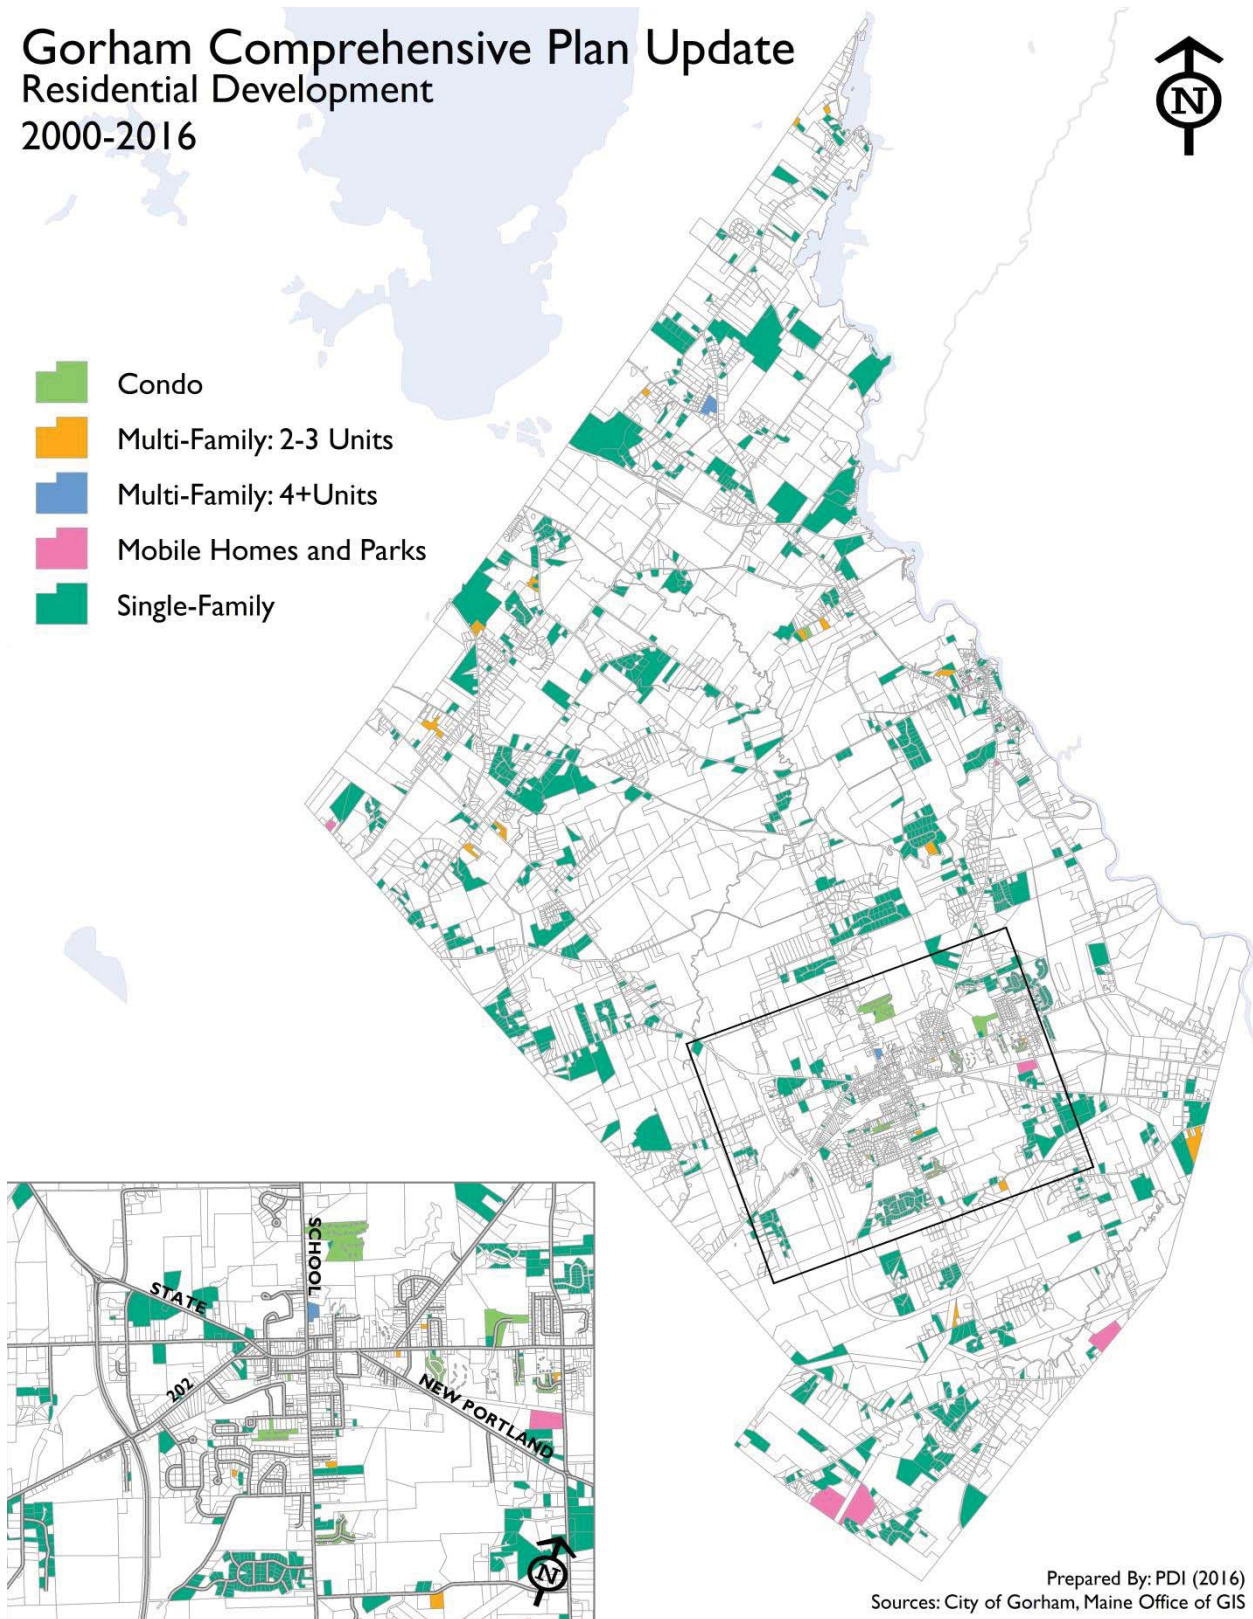 Gorham Comprehensive Plan Update
Residential Development
2000-2016
N
Condo
Multi-Family: 2-3 Units
Multi-Family: 4+Units
Mobile Homes and Parks
Single-Family
SCHOOL
STATE
202
NEW PORTLAND
N
Prepared By: PDI (2016)
Sources: City of Gorham, Maine Office of GIS